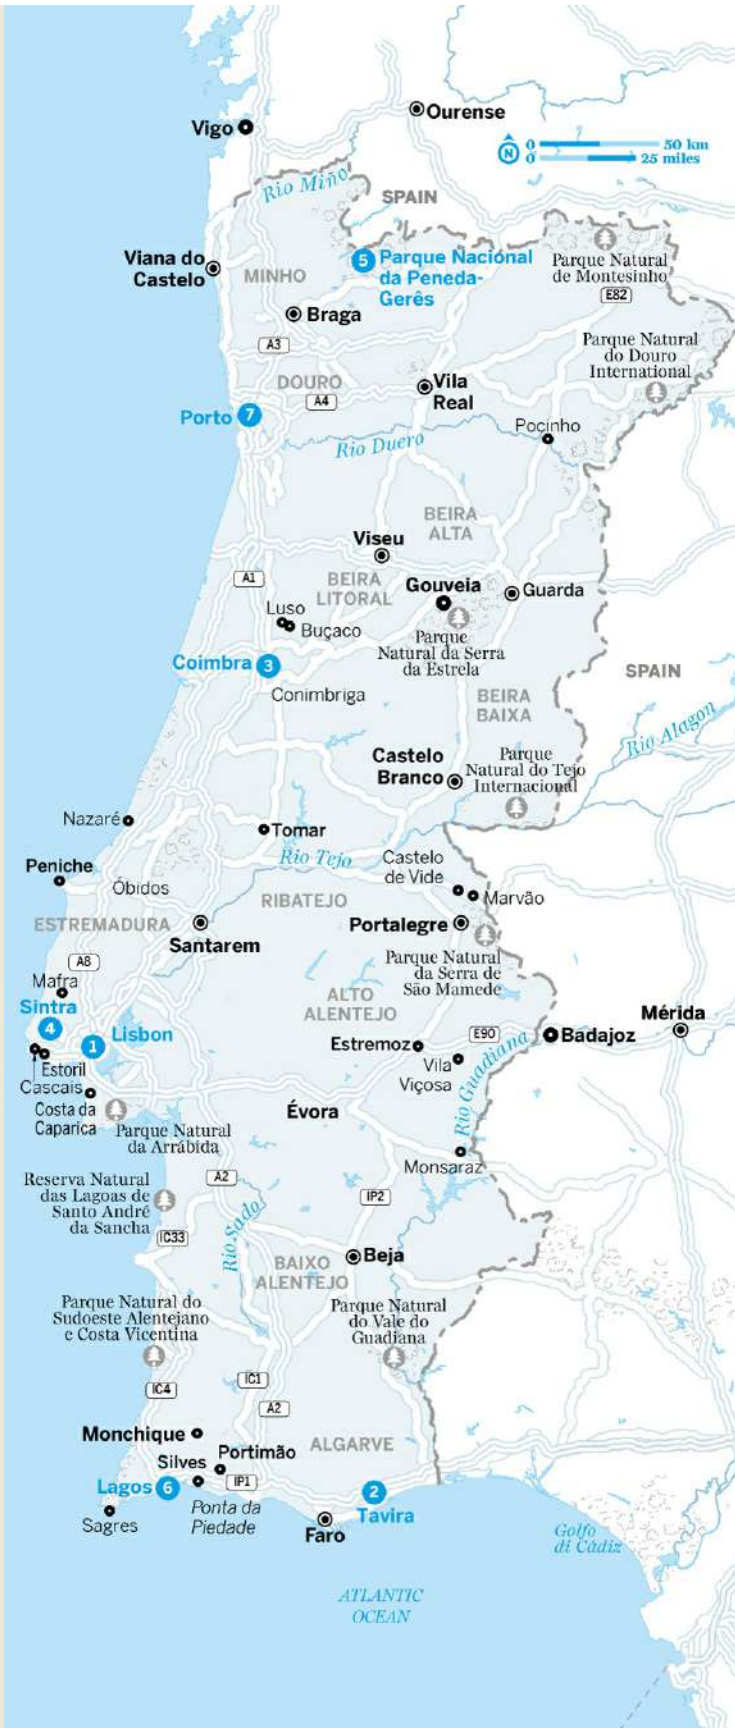 Ourense
Vigo
0 50 km
0 25 miles
N
Rio Miño
SPAIN
Viana do
Castelo
MINHO
5 Parque Nacional
da Peneda-
Gerês
Parque Natural
de Montesinho
E82
Braga
A3
Parque Natural
do Douro
International
DOURO
A4
Vila
Real
Porto 7
Pocinho
Rio Duero
BEIRA
ALTA
Viseu
A1
BEIRA
LITORAL
Gouveia
Guarda
Luso
Buçaco
Parque
Natural da Serra
da Estrela
Coimbra 3
SPAIN
Conimbriga
BEIRA
BAIXA
Rio Alagon
Castelo
Branco
Parque
Natural do Tejo
Internacional
Nazaré
Tomar
Rio Tejo
Peniche
Castelo
de Vide
Óbidos
RIBATEJO
Marvão
ESTREMADURA
Santarem
Portalegre
A8
Parque Natural
da Serra de
São Mamede
Mafra
Sintra
4
ALTO
ALENTEJO
Mérida
1 Lisbon
Estremoz
E90
Badajoz
Estoril
Vila
Viçosa
Rio Guadiana
Cascais
Costa da
Caparica
Évora
Parque Natural
da Arrábida
Monsaraz
Reserva Natural
das Lagoas de
Santo André
da Sancha
A2
IP2
IC33
Rio Sado
BAIXO
ALENTEJO
Beja
Parque Natural do
Sudoeste Alentejano
e Costa Vicentina
Parque Natural
do Vale do
Guadiana
IC4
IC1
A2
Monchique
ALGARVE
Silves
Portimão
Lagos 6
IP1
2
Tavira
Ponta da
Piedade
Sagres
Faro
Golfo
di Cádiz
ATLANTIC
OCEAN